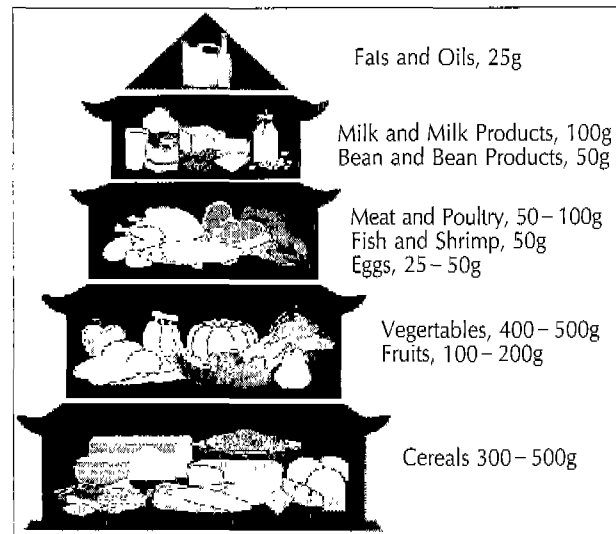 Fats and Oils, 25g
Milk and Milk Products, 100g
Bean and Bean Products, 50g
Meat and Poultry, 50–100g
Fish and Shrimp, 50g
Eggs, 25–50g
Vegertables, 400–500g
Fruits, 100–200g
Cereals 300–500g